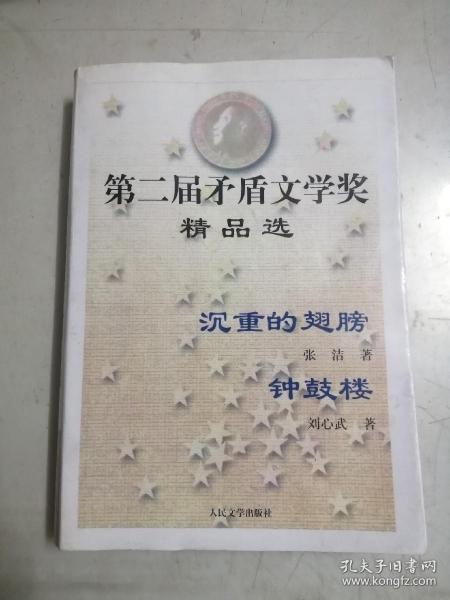 第二届矛盾文学奖
精品选
沉重的翅膀
张洁 著
钟鼓楼
刘心武 著
人民文学出版社
孔夫子旧书网
www.kongfz.com